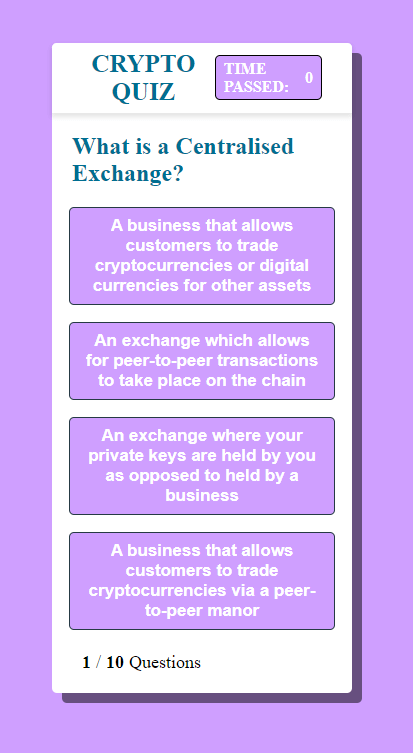 CRYPTO
QUIZ
TIME
PASSED:
0
What is a Centralised
Exchange?
A business that allows
customers to trade
cryptocurrencies or digital
currencies for other assets
An exchange which allows
for peer-to-peer transactions
to take place on the chain
An exchange where your
private keys are held by you
as opposed to held by a
business
A business that allows
customers to trade
cryptocurrencies via a peer-
to-peer manor
1 / 10 Questions